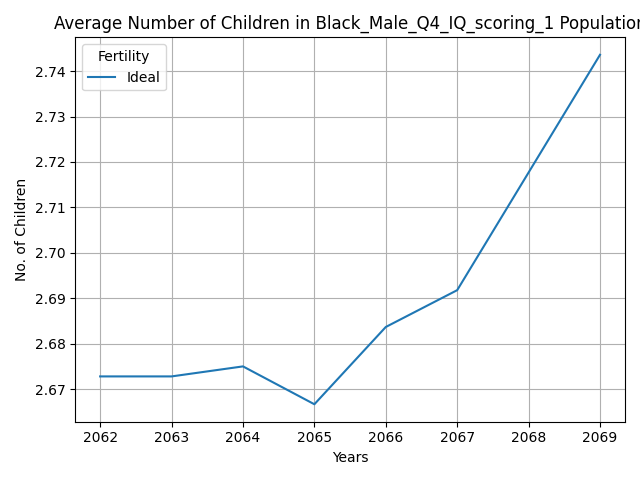 Average Number of Children in Black_Male_Q4_IQ_scoring_1 Population
Fertility
Ideal
2.74
2.73
2.72
2.71
2.70
2.69
2.68
2.67
No. of Children
2062 2063 2064 2065 2066 2067 2068 2069
Years